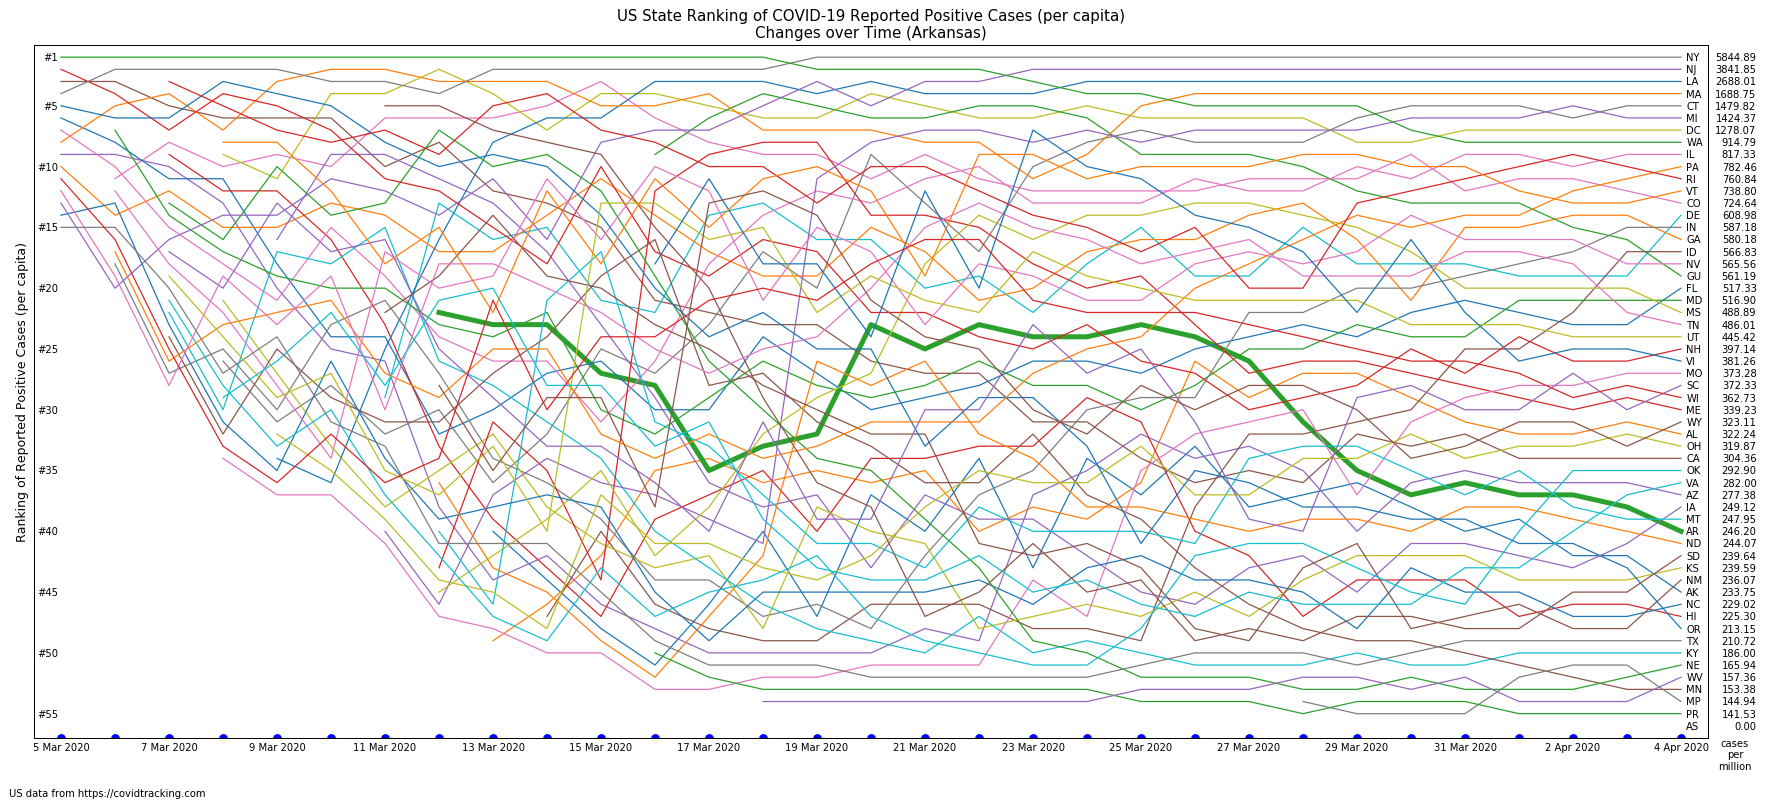 US State Ranking of COVID-19 Reported Positive Cases (per capita)
Changes over Time (Arkansas)
Ranking of Reported Positive Cases (per capita)
#1
#5
#10
#15
#20
#25
#30
#35
#40
#45
#50
#55
NY 5844.89
NJ 3841.85
LA 2688.01
MA 1688.75
CT 1479.82
MI 1424.37
DC 1278.07
WA 914.79
IL 817.33
PA 782.46
RI 760.84
VT 738.80
CO 724.64
DE 608.98
IN 587.18
GA 580.18
ID 566.83
NV 565.56
GU 561.19
FL 517.33
MD 516.90
MS 488.89
TN 486.01
UT 445.42
NH 397.14
VI 381.26
MO 373.28
SC 372.33
WI 362.73
ME 339.23
WY 323.11
AL 322.24
OH 319.87
CA 304.36
OK 292.90
VA 282.00
AZ 277.38
IA 249.12
MT 247.95
AR 246.20
ND 244.07
SD 239.64
KS 239.59
NM 236.07
AK 233.75
NC 229.02
HI 225.30
OR 213.15
TX 210.72
KY 186.00
NE 165.94
WV 157.36
MN 153.38
MP 144.94
PR 141.53
AS 0.00
5 Mar 2020 7 Mar 2020 9 Mar 2020 11 Mar 2020 13 Mar 2020 15 Mar 2020 17 Mar 2020 19 Mar 2020 21 Mar 2020 23 Mar 2020 25 Mar 2020 27 Mar 2020 29 Mar 2020 31 Mar 2020 2 Apr 2020 4 Apr 2020
cases
per
million
US data from https://covidtracking.com